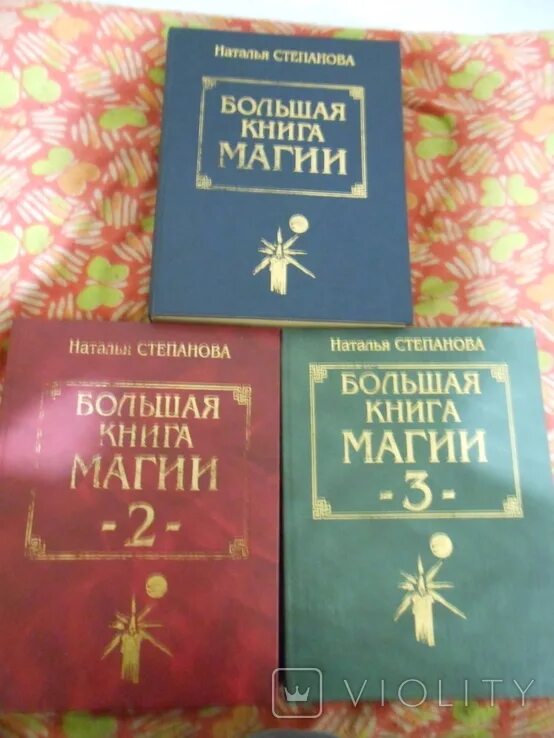 Наталья СТЕПАНОВА
БОЛЬШАЯ
КНИГА
МАГИИ
Наталья СТЕПАНОВА
БОЛЬШАЯ
КНИГА
МАГИИ
-2-
Наталья СТЕПАНОВА
БОЛЬШАЯ
КНИГА
МАГИИ
-3-
VIOLITY